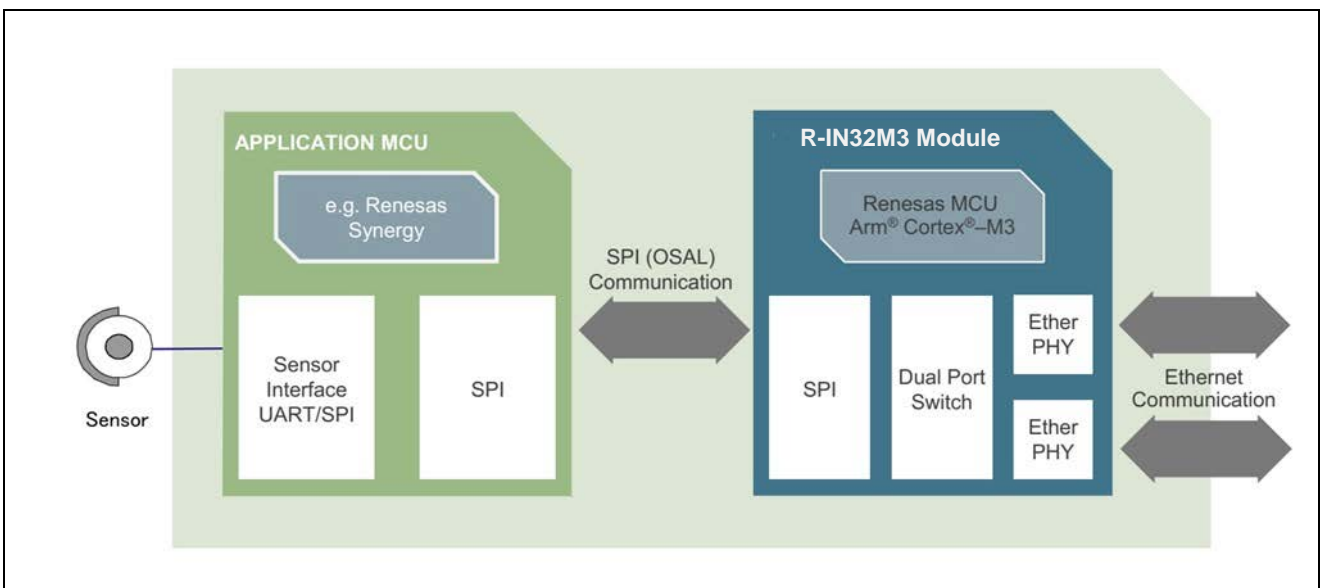 APPLICATION MCU
e.g. Renesas
Synergy
Sensor
Interface
UART/SPI
SPI
Sensor
SPI (OSAL)
Communication
R-IN32M3 Module
Renesas MCU
Arm® Cortex®–M3
SPI
Dual Port
Switch
Ether
PHY
Ether
PHY
Ethernet
Communication